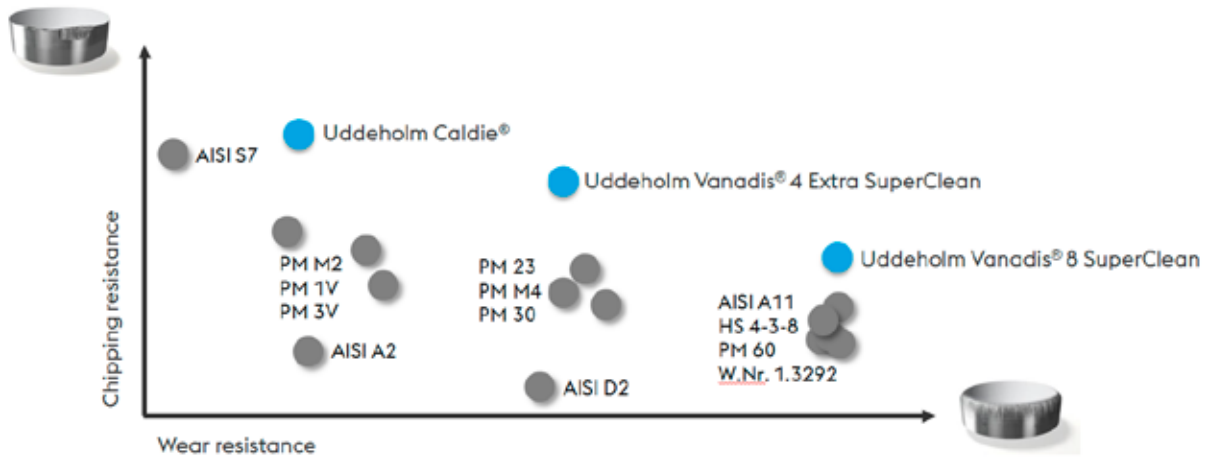 Uddeholm Caldie®
AISI S7
Uddeholm Vanadis® 4 Extra SuperClean
Chipping resistance
PM M2
PM 1V
PM 3V
PM 23
PM M4
PM 30
Uddeholm Vanadis® 8 SuperClean
AISI A11
HS 4-3-8
PM 60
W.Nr. 1.3292
AISI A2
AISI D2
Wear resistance